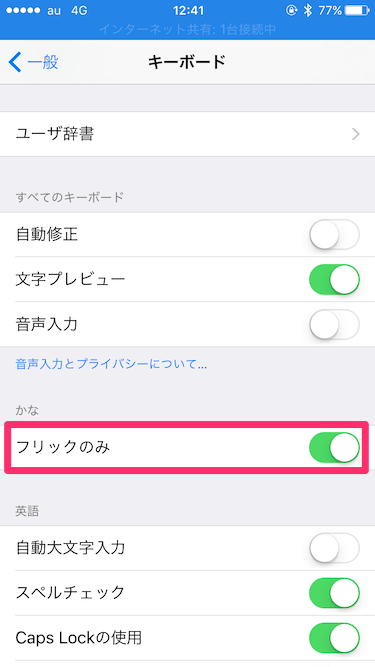 au 4G 12:41 77%
インターネット共有: 1台接続中
一般 キーボード
ユーザ辞書
すべてのキーボード
自動修正
文字プレビュー
音声入力
音声入力とプライバシーについて...
かな
フリックのみ
英語
自動大文字入力
スペルチェック
Caps Lockの使用